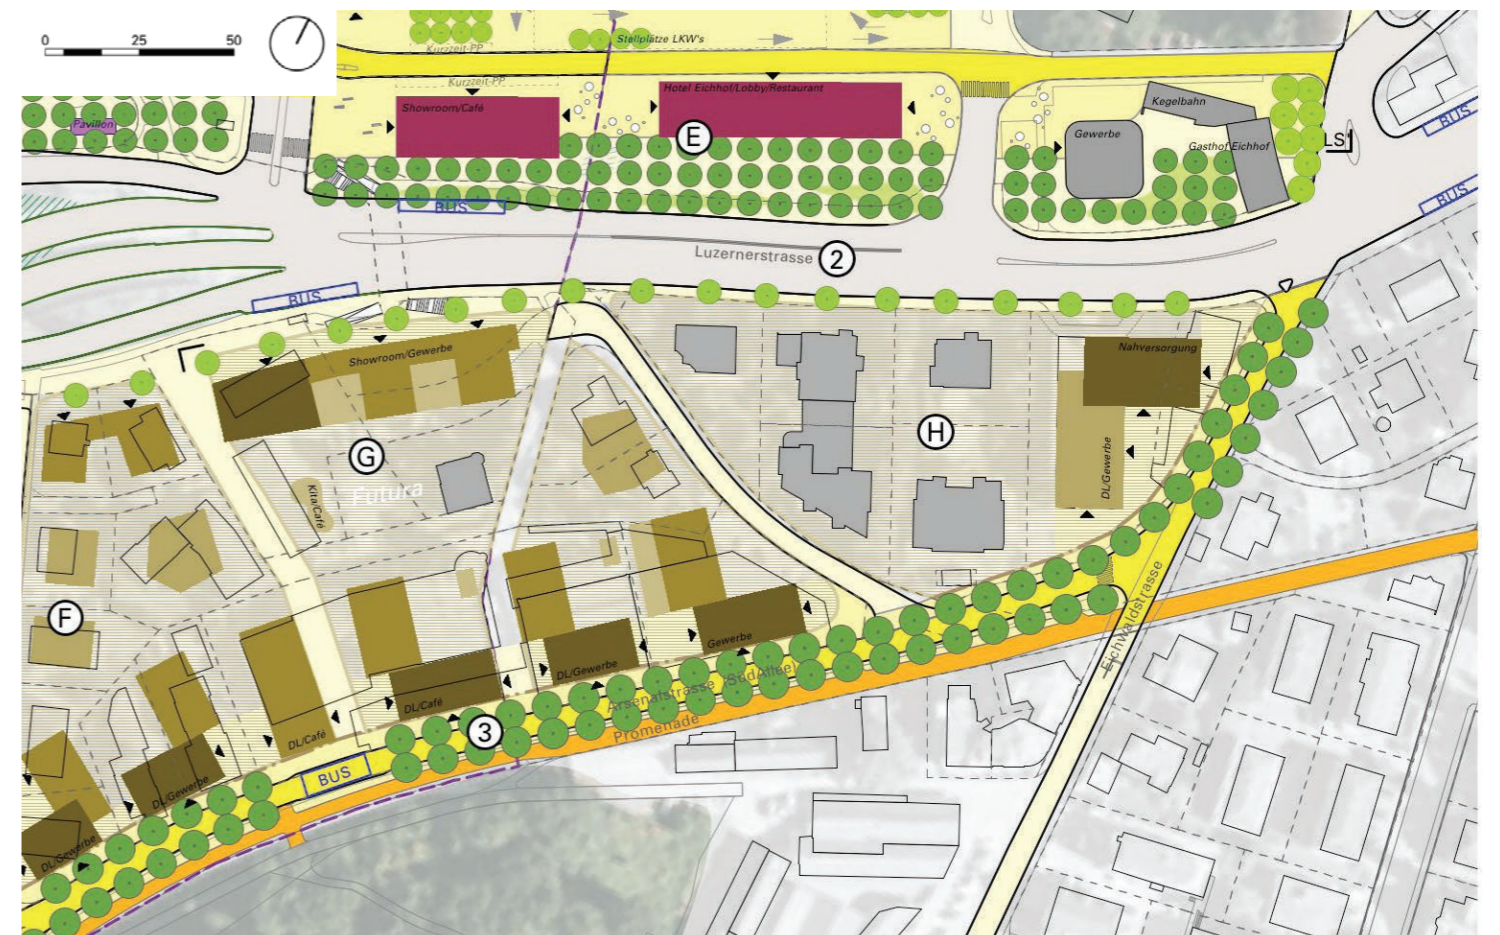 0 25 50
Kurzzeit-PP
Stellplätze LKW's
Kurzzeit-PP
Showroom/Café
Hotel Eichhof/Lobby/Restaurant
Kegelbahn
BUS
Pavillon
E
Gewerbe
Gasthof Eichhof
LS
BUS
BUS
Luzernerstrasse
2
BUS
Showroom/Gewerbe
Nahversorgung
G
H
Futura
Kita/Café
DL/Gewerbe
F
Gewerbe
Eichwaldstrasse
DL/Gewerbe
Arsenalstrasse (SüdAllee)
DL/Café
Promenade
3
DL/Café
BUS
DL/Gewerbe
DL/Gewerbe